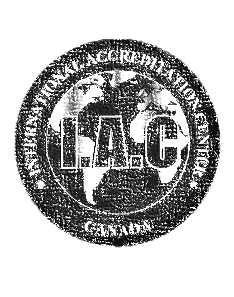 INTERNATIONAL ACCREDITATION CENTER
I.A.C
CANADA